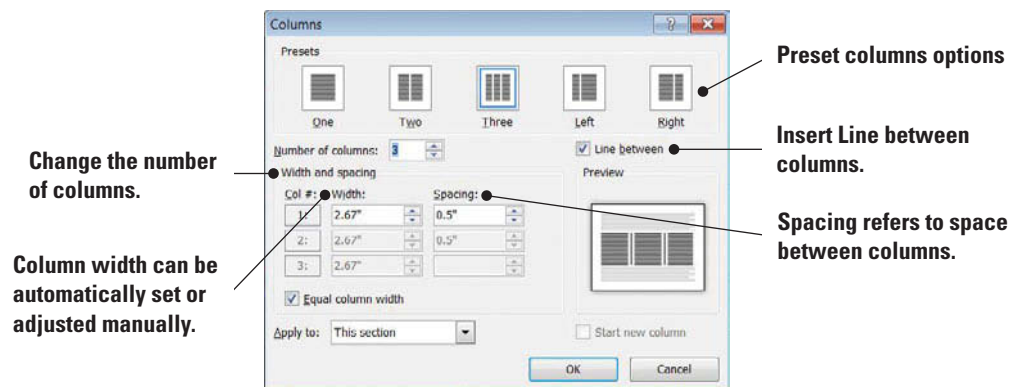 Columns
Presets
One
Two
Three
Left
Right
Preset columns options
Number of columns:
3
Line between
Insert Line between
columns.
Change the number
of columns.
Width and spacing
Preview
Col #:
Width:
Spacing:
1:
2.67"
0.5"
2:
2.67"
0.5"
3:
2.67"
Spacing refers to space
between columns.
Column width can be
automatically set or
adjusted manually.
Equal column width
Apply to:
This section
Start new column
OK
Cancel